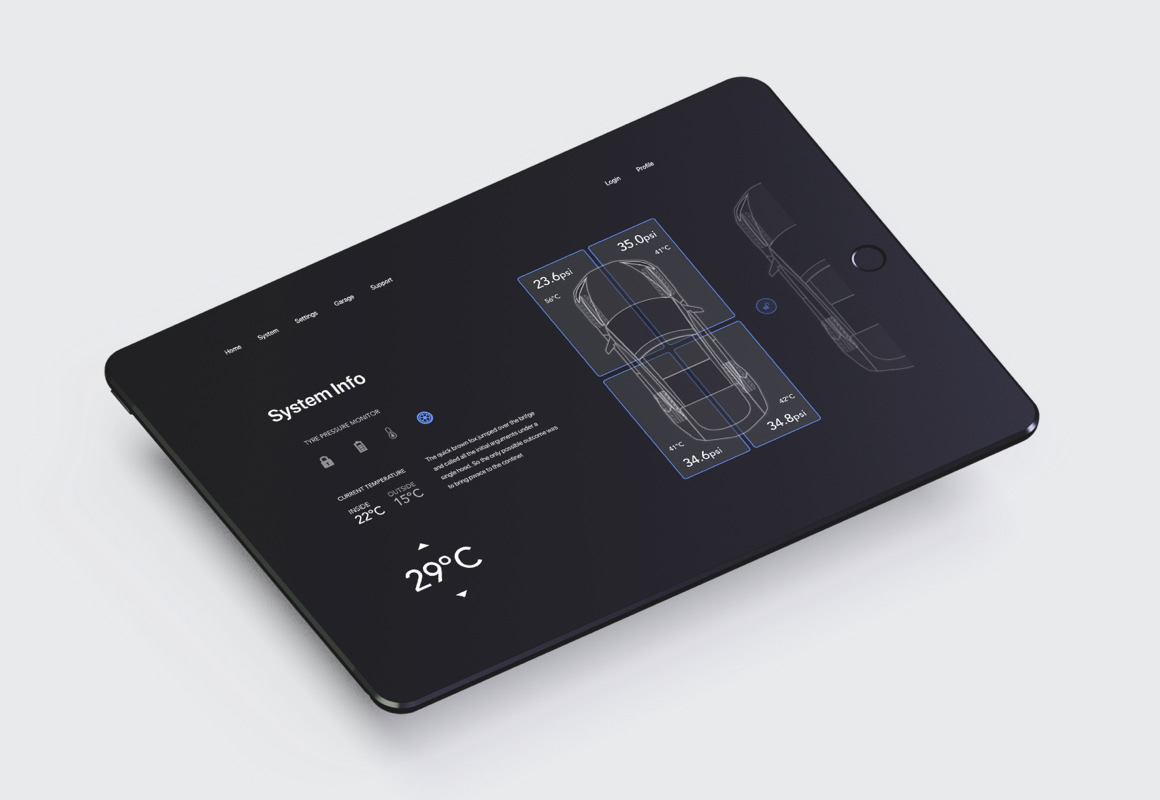 Home System Settings Garage Support
Login Profile
System Info
TYRE PRESSURE MONITOR
The quick brown fox jumped over the bridge
and called all the initial arguments under a
single hood. So the only possible outcome was
to bring peace to the continet
CURRENT TEMPERATURE
INSIDE OUTSIDE
22°C 15°C
29°C
23.6psi
56°C
35.0psi
41°C
41°C
34.6psi
42°C
34.8psi